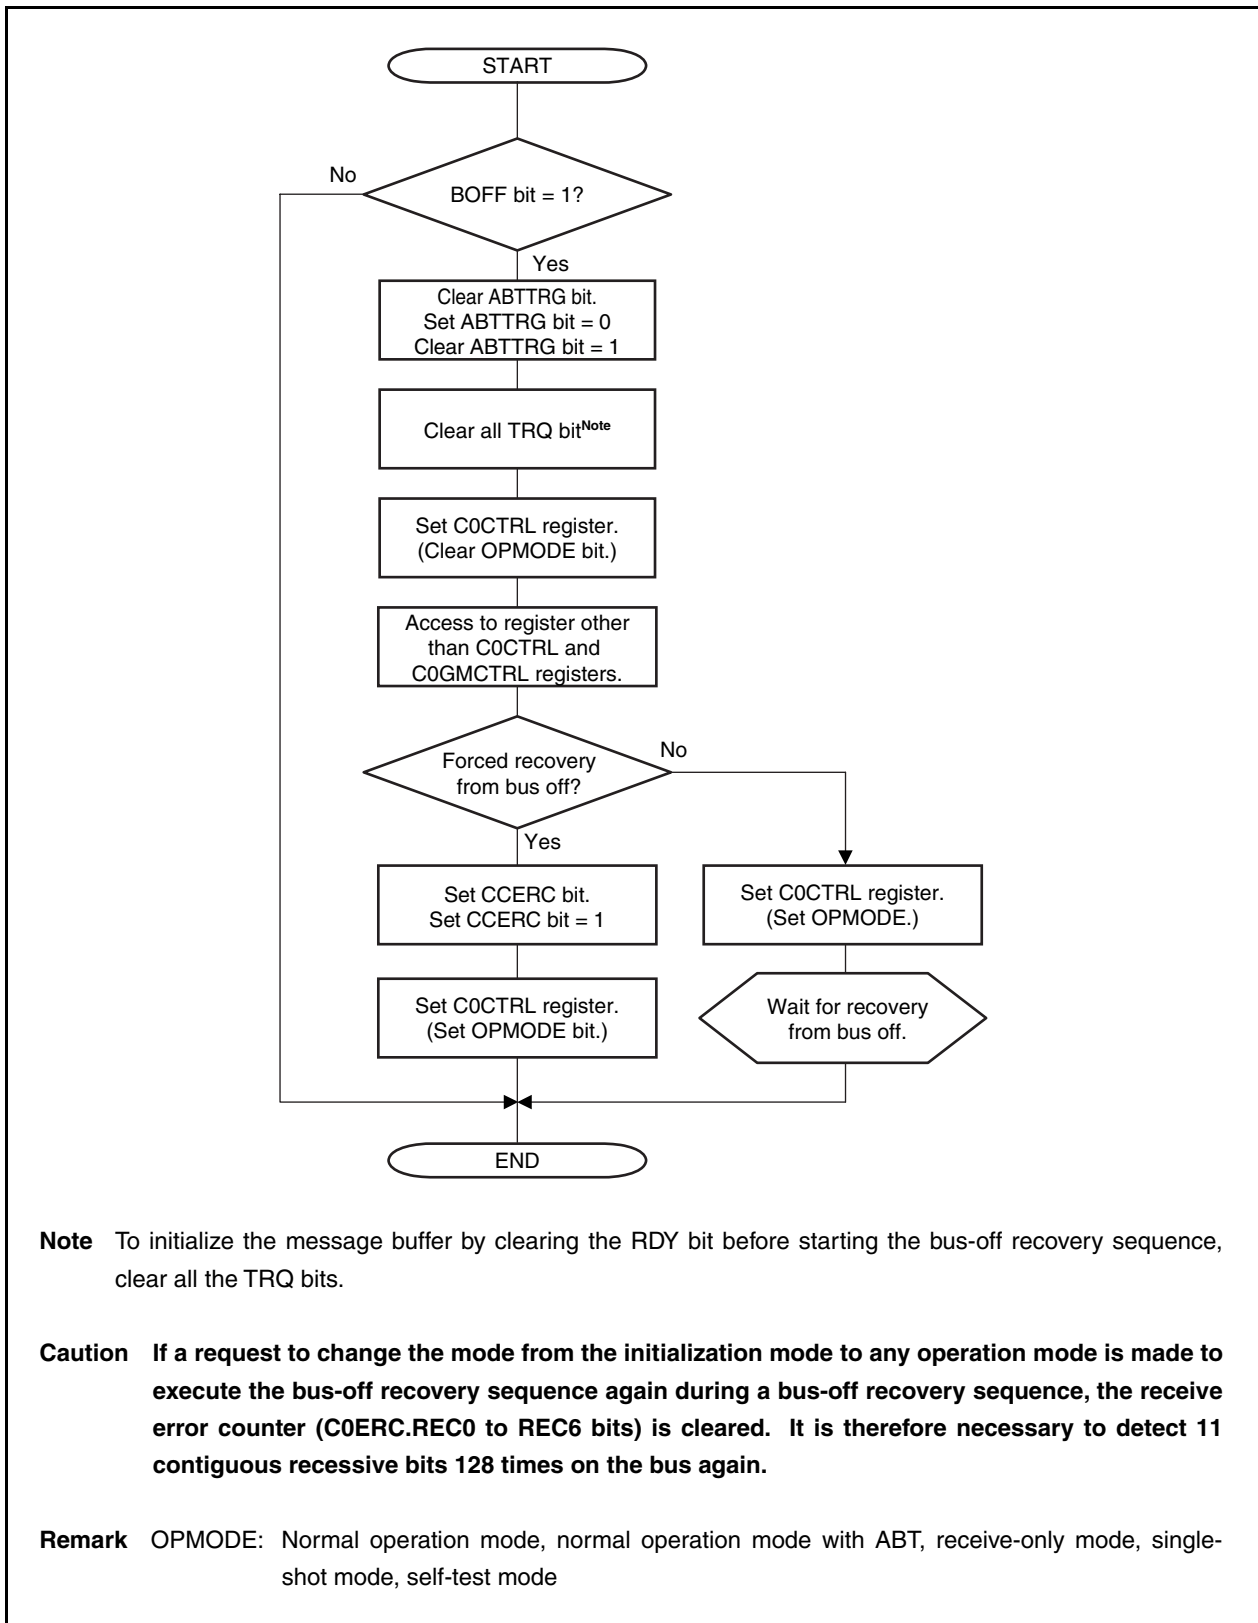 START
No
BOFF bit = 1?
Yes
Clear ABTTRG bit.
Set ABTTRG bit = 0
Clear ABTTRG bit = 1
Clear all TRQ bitNote
Set C0CTRL register.
(Clear OPMODE bit.)
Access to register other
than C0CTRL and
C0GMCTRL registers.
Forced recovery
from bus off?
No
Yes
Set CCERC bit.
Set CCERC bit = 1
Set C0CTRL register.
(Set OPMODE.)
Set C0CTRL register.
(Set OPMODE bit.)
Wait for recovery
from bus off.
END
Note To initialize the message buffer by clearing the RDY bit before starting the bus-off recovery sequence,
clear all the TRQ bits.
Caution If a request to change the mode from the initialization mode to any operation mode is made to
execute the bus-off recovery sequence again during a bus-off recovery sequence, the receive
error counter (C0ERC.REC0 to REC6 bits) is cleared. It is therefore necessary to detect 11
contiguous recessive bits 128 times on the bus again.
Remark OPMODE: Normal operation mode, normal operation mode with ABT, receive-only mode, single-
shot mode, self-test mode